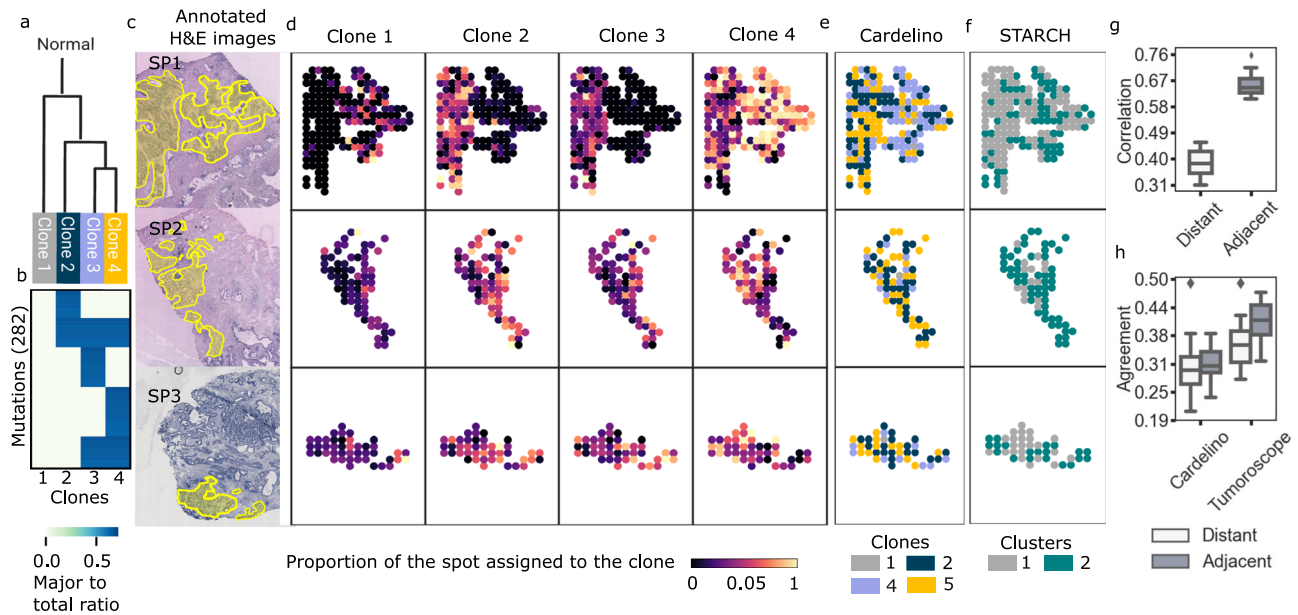 a
Normal
Clone 1
Clone 2
Clone 3
Clone 4
b
Mutations (282)
1 2 3 4
Clones
0.0 0.5
Major to
total ratio
c
Annotated
H&E images
SP1
SP2
SP3
d
Clone 1 Clone 2 Clone 3 Clone 4
Proportion of the spot assigned to the clone
0 0.05 1
e
Cardelino
Clones
1 2
4 5
f
STARCH
Clusters
1 2
g
Correlation
0.76
0.67
0.58
0.49
0.40
0.31
Distant
Adjacent
h
Agreement
0.50
0.44
0.38
0.31
0.25
0.19
Cardelino
Tumoroscope
Distant
Adjacent